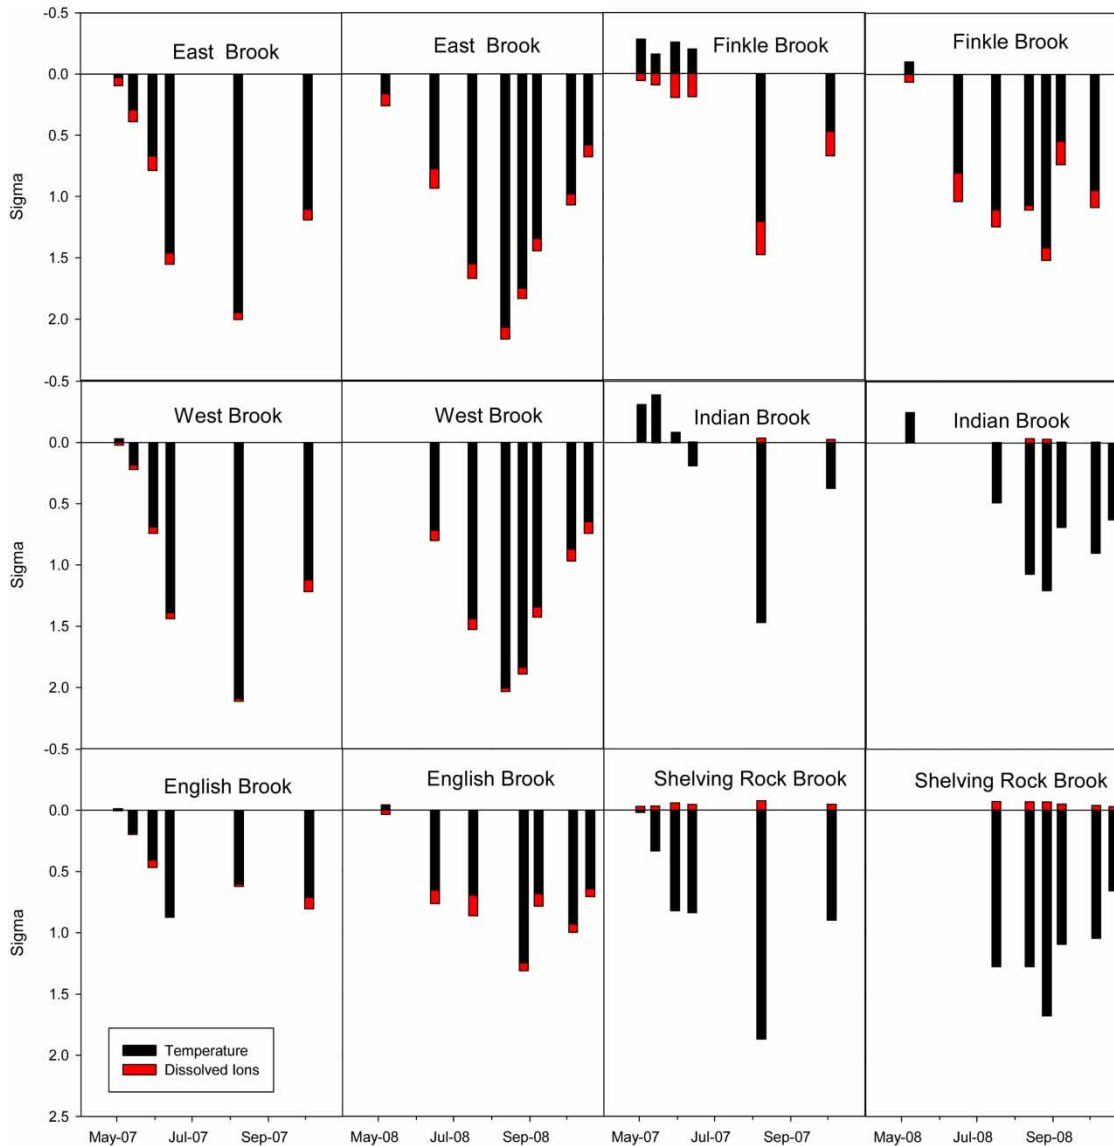 -0.5
East Brook
East Brook
Finkle Brook
Finkle Brook
0.0
0.5
1.0
1.5
2.0
Sigma
-0.5
West Brook
West Brook
Indian Brook
Indian Brook
0.0
0.5
1.0
1.5
2.0
Sigma
-0.5
English Brook
English Brook
Shelving Rock Brook
Shelving Rock Brook
0.0
0.5
1.0
1.5
2.0
2.5
Sigma
Temperature
Dissolved Ions
May-07 Jul-07 Sep-07
May-08 Jul-08 Sep-08
May-07 Jul-07 Sep-07
May-08 Jul-08 Sep-08